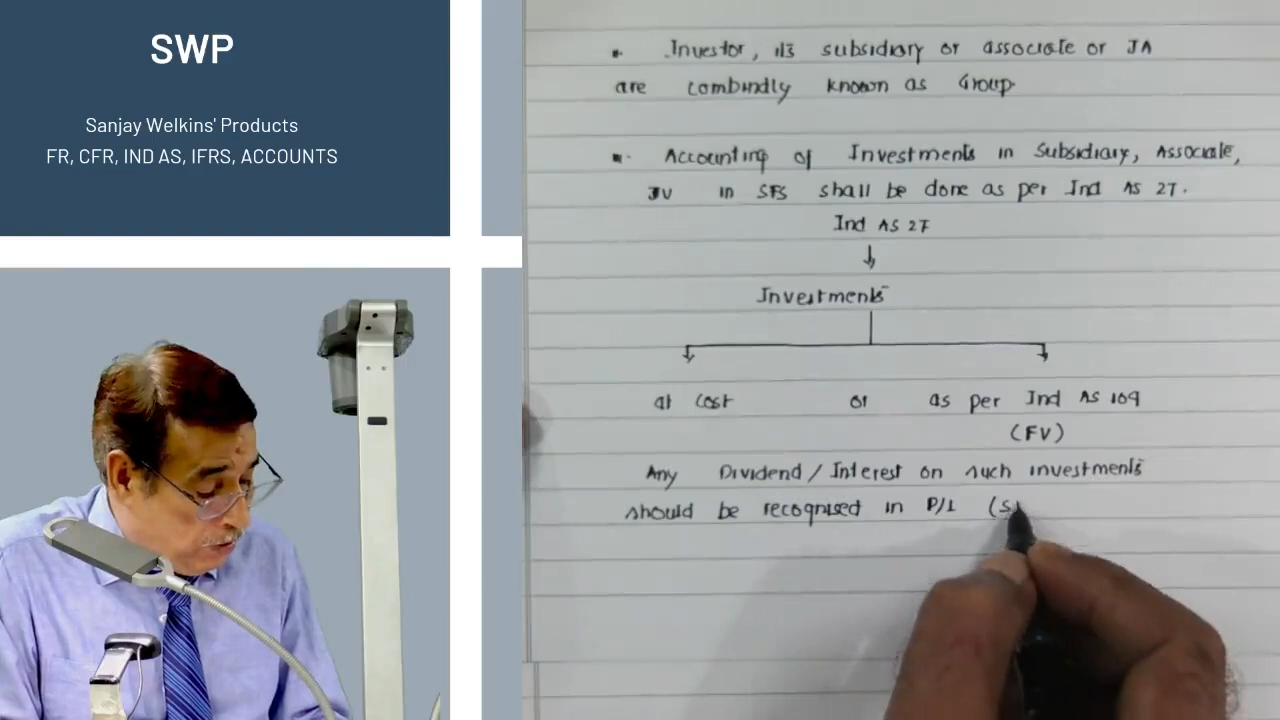 SWP
Sanjay Welkins' Products
FR, CFR, IND AS, IFRS, ACCOUNTS
Investor, its subsidiary or associate or JA
are combindly known as Group.
Accounting of Investments in Subsidiary, Associate,
JV in SFS shall be done as per Ind AS 27.
Ind AS 27
Investments
at cost or as per Ind AS 109
(FV)
Any Dividend / Interest on such investments
should be recognised in P/L (S